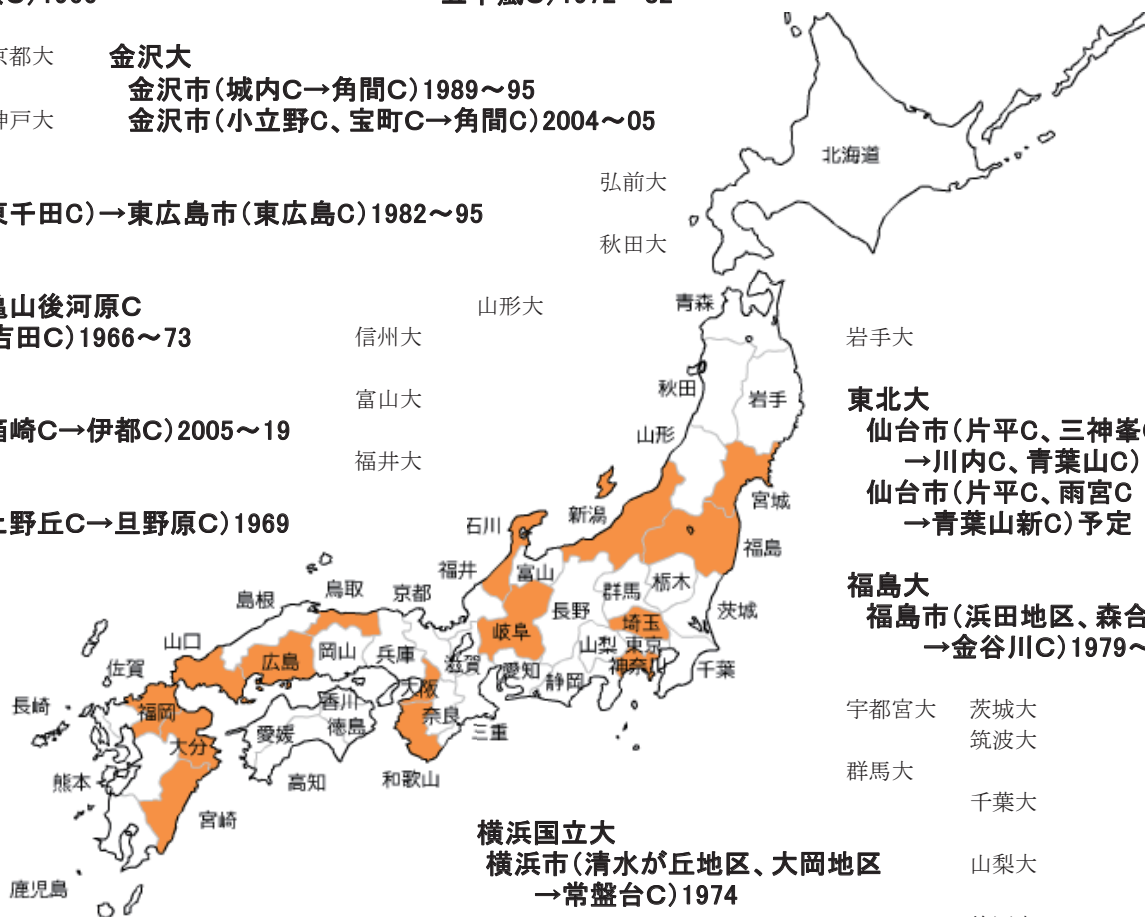 金沢大
金沢市（城内C→角間C）1989～95
金沢市（小立野C、宝町C→角間C）2004～05
京都大
神戸大
千田C）→東広島市（東広島C）1982～95
山後河原C
吉田C）1966～73
崎C→伊都C）2005～19
野丘C→旦野原C）1969
弘前大
秋田大
山形大
信州大
富山大
福井大
岩手大
東北大
仙台市（片平C、三神峯
→川内C、青葉山C）
仙台市（片平C、雨宮C
→青葉山新C）予定
福島大
福島市（浜田地区、森合
→金谷川C）1979～
宇都宮大 茨城大
筑波大
群馬大
千葉大
山梨大
横浜国立大
横浜市（清水が丘地区、大岡地区
→常盤台C）1974
北海道
青森
秋田
岩手
山形
宮城
新潟
福島
石川
富山
福井
栃木
群馬
茨城
長野
埼玉
岐阜
山梨
東京
神奈川
千葉
静岡
愛知
滋賀
京都
鳥取
島根
兵庫
岡山
広島
山口
大阪
奈良
三重
和歌山
香川
徳島
愛媛
高知
福岡
佐賀
長崎
大分
熊本
宮崎
鹿児島